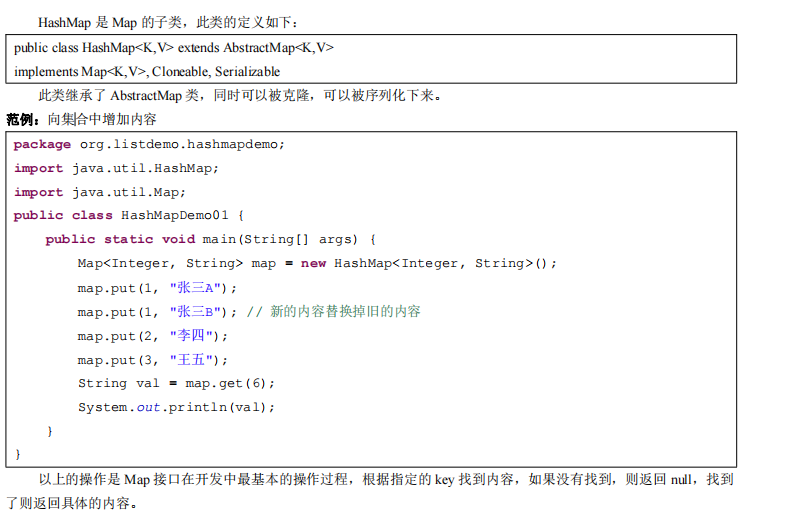 HashMap 是 Map 的子类，此类的定义如下：
public class HashMap<K,V> extends AbstractMap<K,V>
implements Map<K,V>, Cloneable, Serializable
此类继承了 AbstractMap 类，同时可以被克隆，可以被序列化下来。
范例：向集合中增加内容
package org.listdemo.hashmapdemo;
import java.util.HashMap;
import java.util.Map;
public class HashMapDemo01 {
    public static void main(String[] args) {
        Map<Integer, String> map = new HashMap<Integer, String>();
        map.put(1, "张三A");
        map.put(1, "张三B"); // 新的内容替换掉旧的内容
        map.put(2, "李四");
        map.put(3, "王五");
        String val = map.get(6);
        System.out.println(val);
    }
}
以上的操作是 Map 接口在开发中最基本的操作过程，根据指定的 key 找到内容，如果没有找到，则返回 null，找到
了则返回具体的内容。